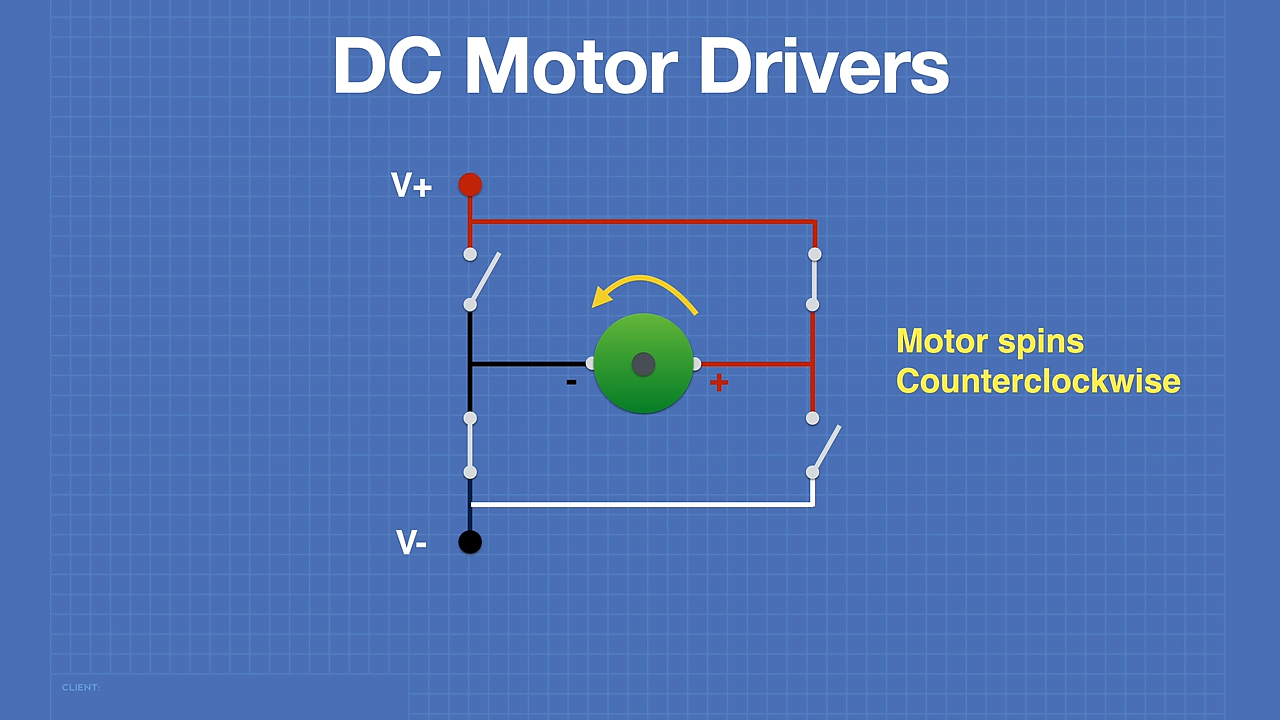 DC Motor Drivers
V+
- +
Motor spins
Counterclockwise
V-
CLIENT: